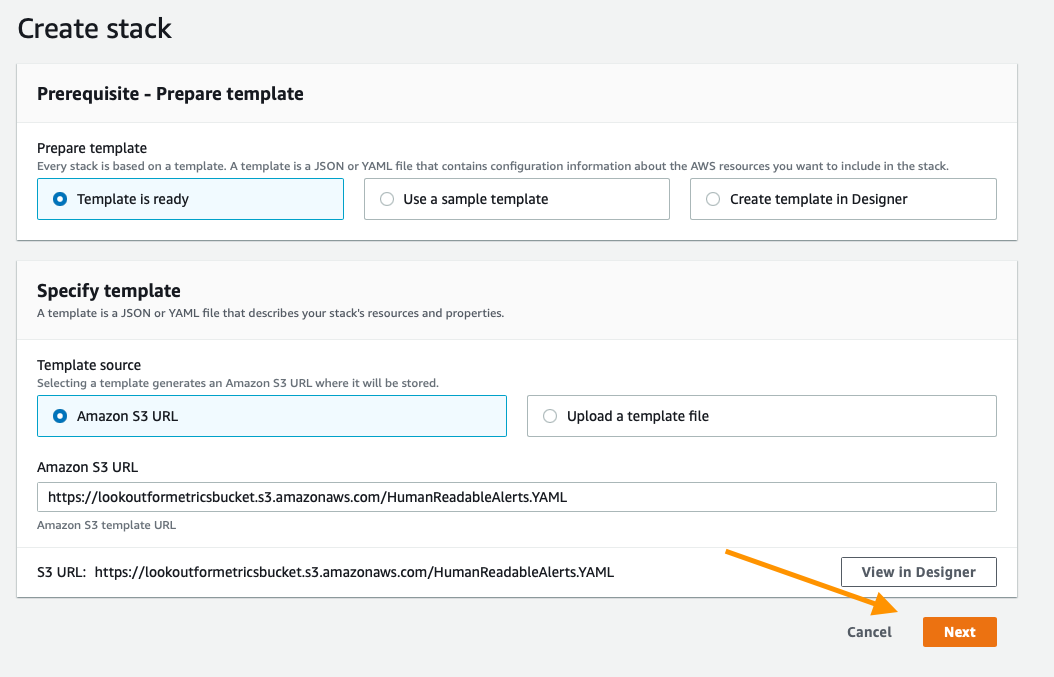 Create stack
Prerequisite - Prepare template
Prepare template
Every stack is based on a template. A template is a JSON or YAML file that contains configuration information about the AWS resources you want to include in the stack.
Template is ready
Use a sample template
Create template in Designer
Specify template
A template is a JSON or YAML file that describes your stack's resources and properties.
Template source
Selecting a template generates an Amazon S3 URL where it will be stored.
Amazon S3 URL
Upload a template file
Amazon S3 URL
https://lookoutformetricsbucket.s3.amazonaws.com/HumanReadableAlerts.YAML
Amazon S3 template URL
S3 URL: https://lookoutformetricsbucket.s3.amazonaws.com/HumanReadableAlerts.YAML
View in Designer
Cancel
Next